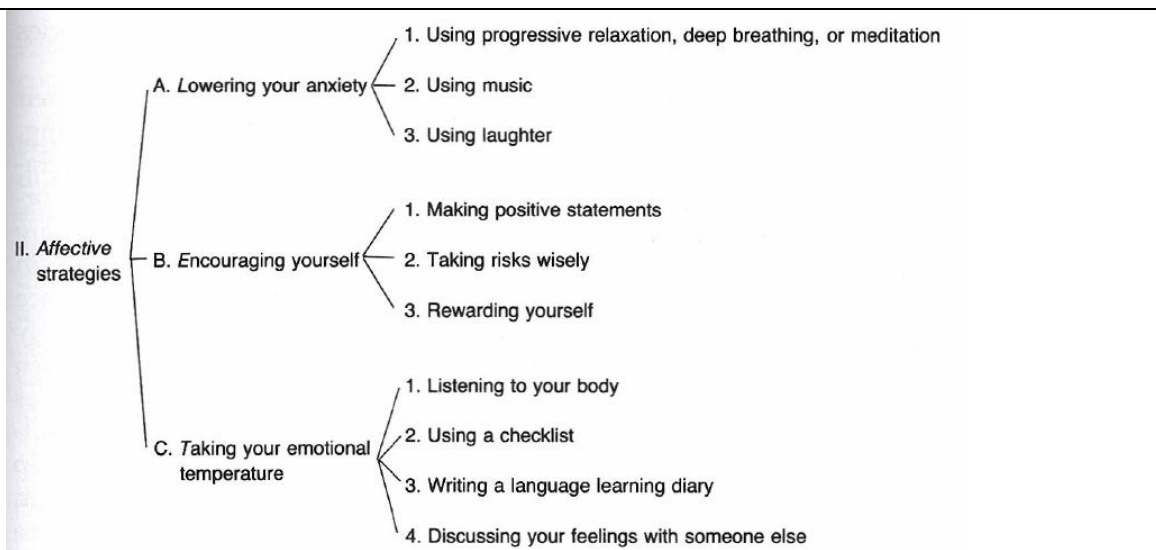 1. Using progressive relaxation, deep breathing, or meditation
A. Lowering your anxiety
2. Using music
3. Using laughter
1. Making positive statements
II. Affective
strategies
B. Encouraging yourself
2. Taking risks wisely
3. Rewarding yourself
1. Listening to your body
C. Taking your emotional
temperature
2. Using a checklist
3. Writing a language learning diary
4. Discussing your feelings with someone else